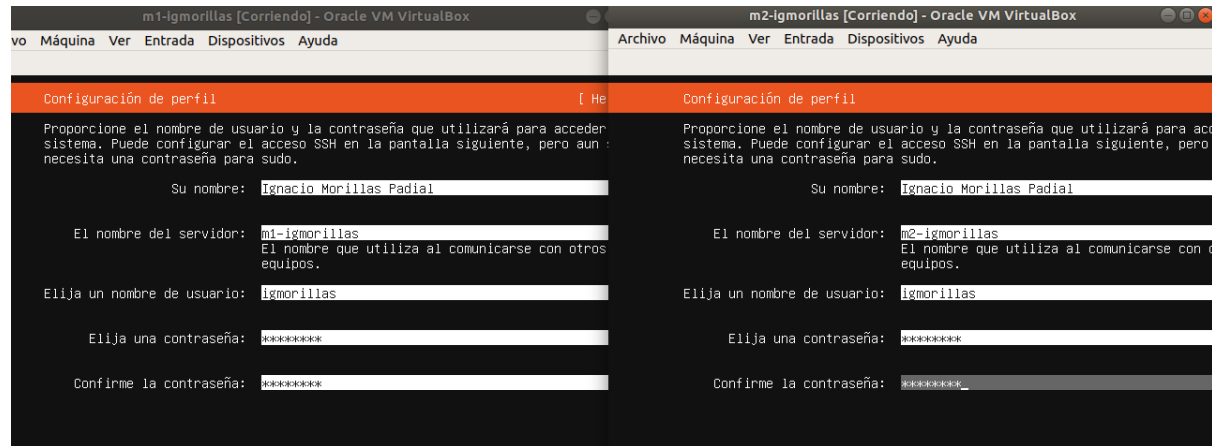 m1-igmorillas [Corriendo] - Oracle VM VirtualBox
vo Máquina Ver Entrada Dispositivos Ayuda
Configuración de perfil [ He
Proporcione el nombre de usuario y la contraseña que utilizará para acceder
sistema. Puede configurar el acceso SSH en la pantalla siguiente, pero aun
necesita una contraseña para sudo.
Su nombre: Ignacio Morillas Padial
El nombre del servidor: m1-igmorillas
El nombre que utiliza al comunicarse con otros
equipos.
Elija un nombre de usuario: igmorillas
Elija una contraseña: ********
Confirme la contraseña: ********
m2-igmorillas [Corriendo] - Oracle VM VirtualBox
Archivo Máquina Ver Entrada Dispositivos Ayuda
Configuración de perfil
Proporcione el nombre de usuario y la contraseña que utilizará para acc
sistema. Puede configurar el acceso SSH en la pantalla siguiente, pero
necesita una contraseña para sudo.
Su nombre: Ignacio Morillas Padial
El nombre del servidor: m2-igmorillas
El nombre que utiliza al comunicarse con
equipos.
Elija un nombre de usuario: igmorillas
Elija una contraseña: ********
Confirme la contraseña: ********_